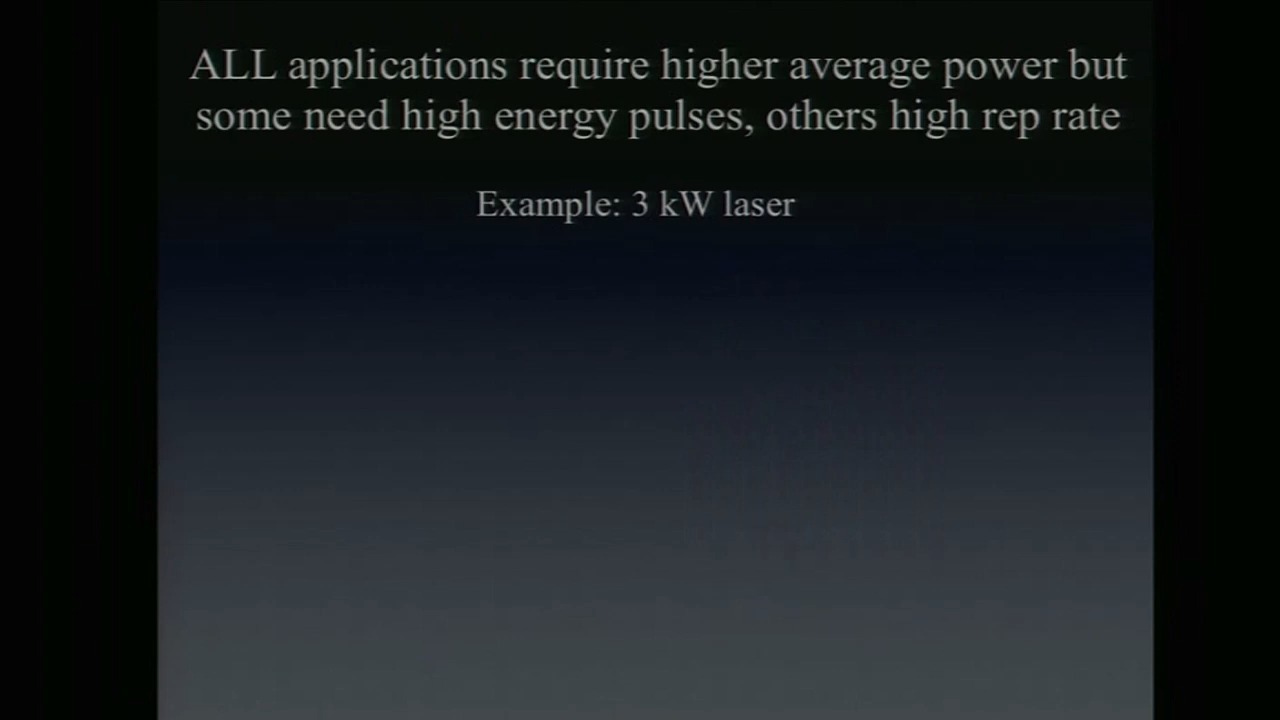 ALL applications require higher average power but
some need high energy pulses, others high rep rate
Example: 3 kW laser